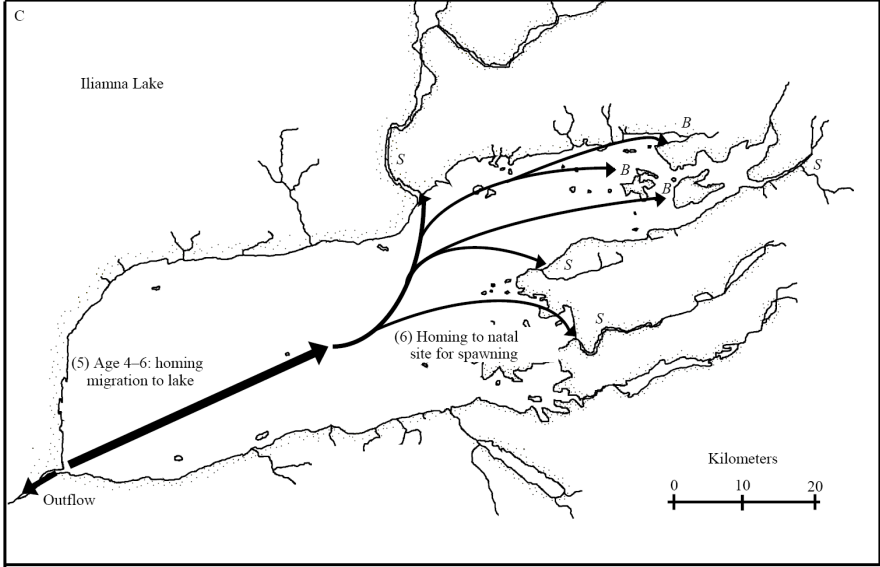 C
Iliamna Lake
B
S
S
B
B
S
S
(5) Age 4–6: homing
migration to lake
(6) Homing to natal
site for spawning
Kilometers
0 10 20
Outflow